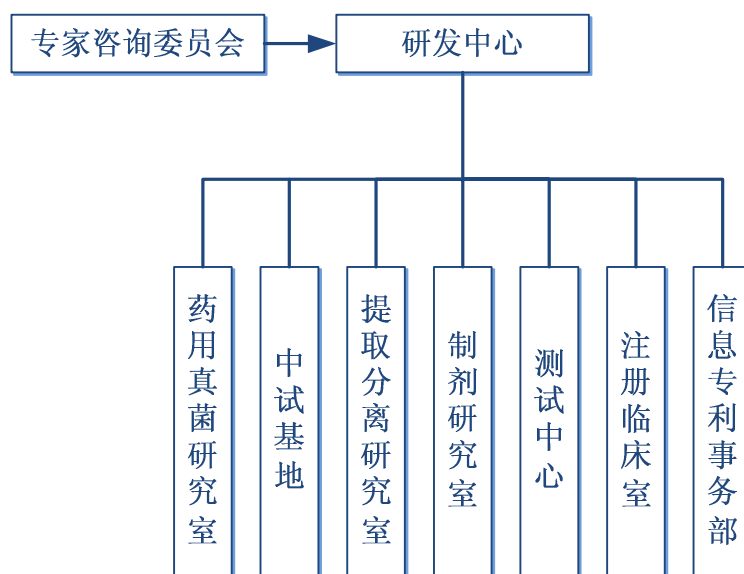 专家咨询委员会
研发中心
药用真菌研究室
中试基地
提取分离研究室
制剂研究室
测试中心
注册临床室
信息专利事务部